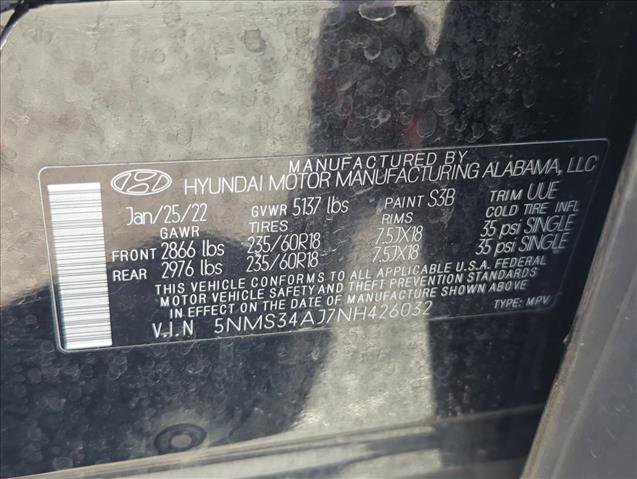 MANUFACTURED BY
HYUNDAI MOTOR MANUFACTURING ALABAMA, LLC
Jan/25/22 GVWR 5137 lbs PAINT S3B TRIM UUE
GAWR TIRES RIMS COLD TIRE INFL
FRONT 2866 lbs 235/60R18 7.5JX18 35 psi SINGLE
REAR 2976 lbs 235/60R18 7.5JX18 35 psi SINGLE
THIS VEHICLE CONFORMS TO ALL APPLICABLE U.S.A. FEDERAL
MOTOR VEHICLE SAFETY AND THEFT PREVENTION STANDARDS
IN EFFECT ON THE DATE OF MANUFACTURE SHOWN ABOVE.
V.I.N 5NMS34AJ7NH426032 TYPE: MPV